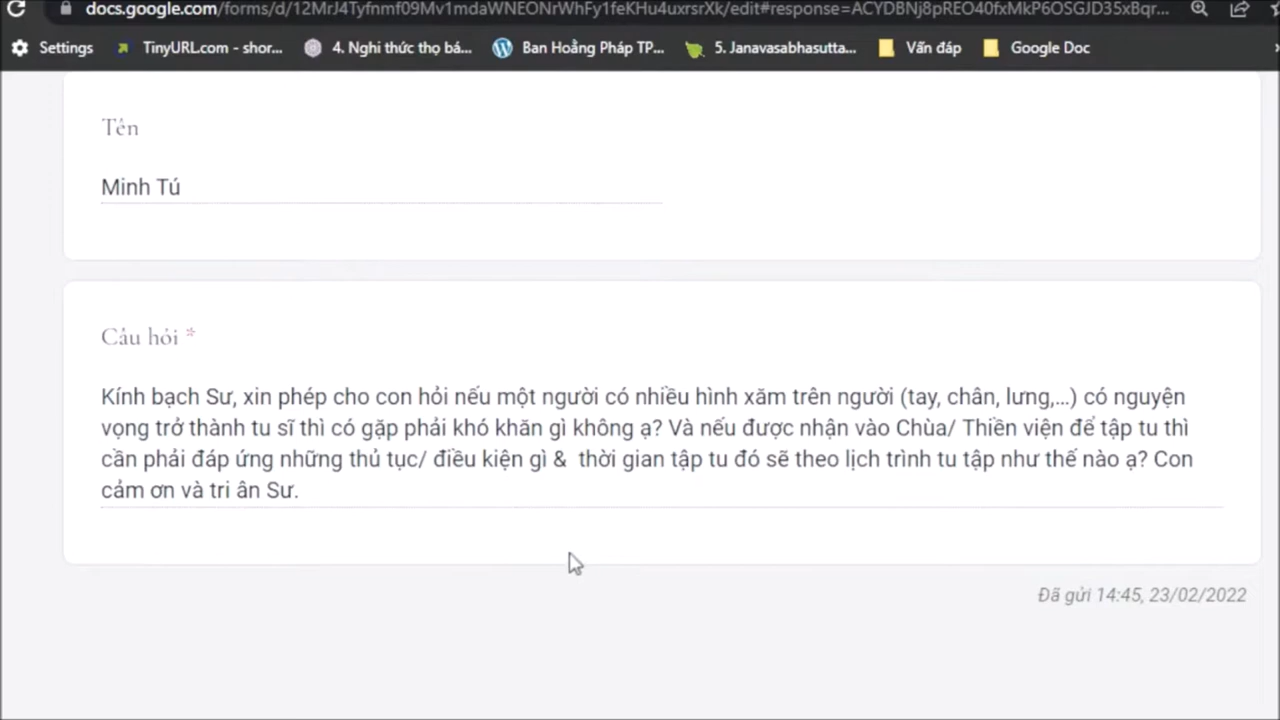 docs.google.com/forms/d/12MrJ4Tyfnmf09Mv1mdaWNEONrWhFy1feKHu4uxrsrXk/edit#response=ACYDBNj8pREO40fxMkP6OSGJD35xBqr...
Settings TinyURL.com - shor... 4. Nghi thức thọ bá... Ban Hoằng Pháp TP... 5. Janavasabhasutta... Vấn đáp Google Doc
Tên
Minh Tú
Câu hỏi *
Kính bạch Sư, xin phép cho con hỏi nếu một người có nhiều hình xăm trên người (tay, chân, lưng,...) có nguyện
vọng trở thành tu sĩ thì có gặp phải khó khăn gì không ạ? Và nếu được nhận vào Chùa/ Thiền viện để tập tu thì
cần phải đáp ứng những thủ tục/ điều kiện gì & thời gian tập tu đó sẽ theo lịch trình tu tập như thế nào ạ? Con
cảm ơn và tri ân Sư.
Đã gửi 14:45, 23/02/2022